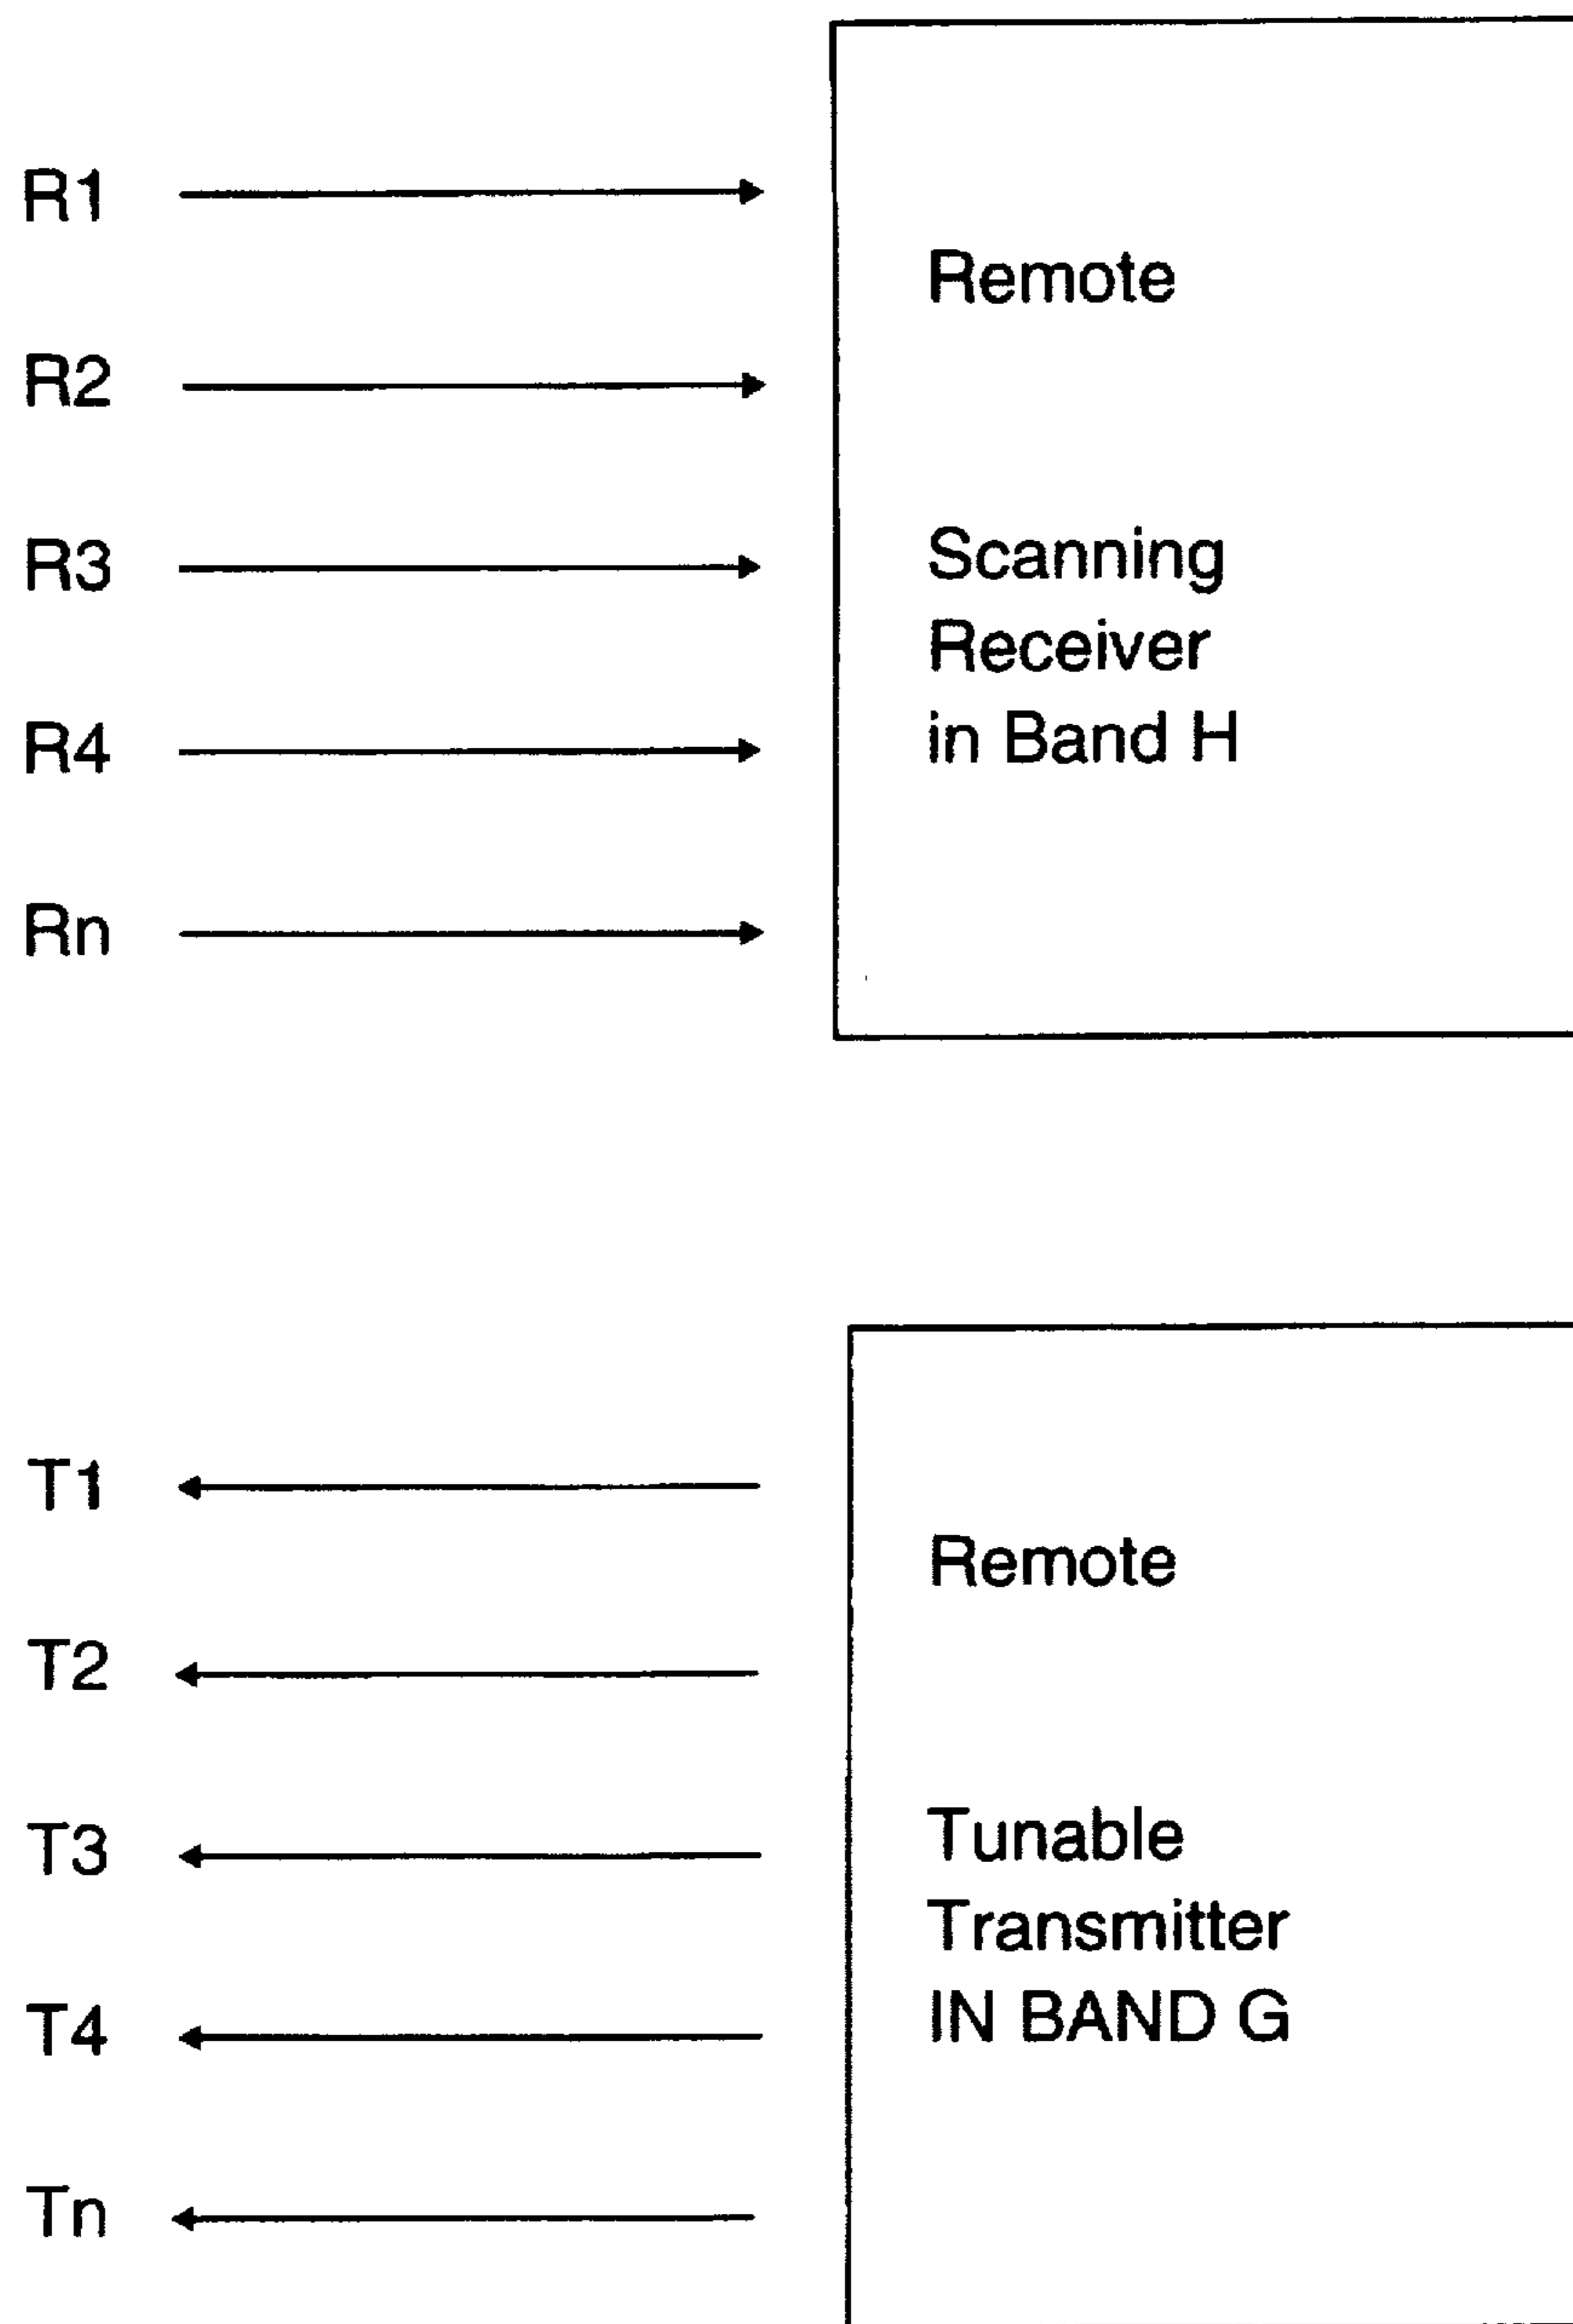 R1
R2
R3
R4
Rn
Remote
Scanning
Receiver
in Band H
T1
T2
T3
T4
Tn
Remote
Tunable
Transmitter
IN BAND G